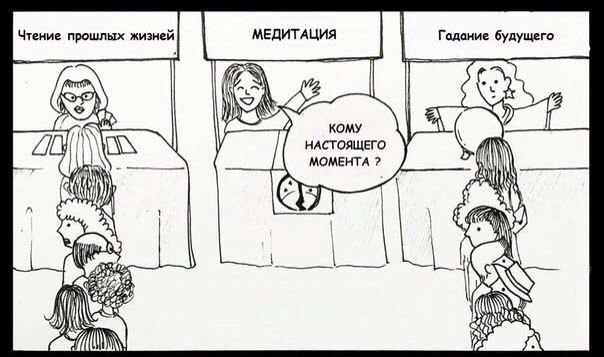 Чтение прошлых жизней
МЕДИТАЦИЯ
Гадание будущего
КОМУ
НАСТОЯЩЕГО
МОМЕНТА ?